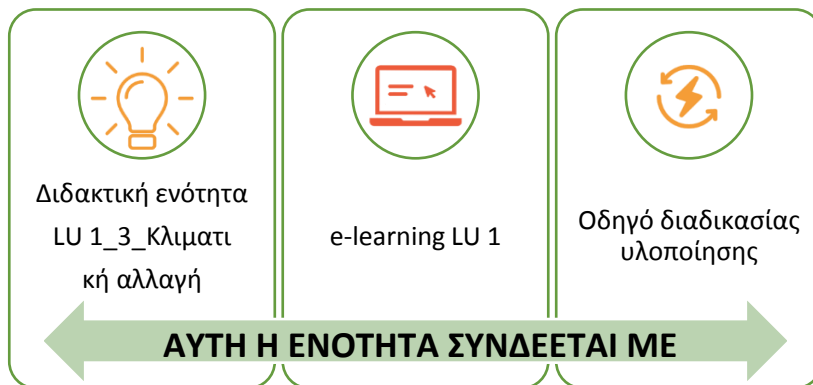 Διδακτική ενότητα
LU 1_3_Κλιματι
κή αλλαγή
e-learning LU 1
Οδηγό διαδικασίας
υλοποίησης
ΑΥΤΗ Η ΕΝΟΤΗΤΑ ΣΥΝΔΕΕΤΑΙ ΜΕ